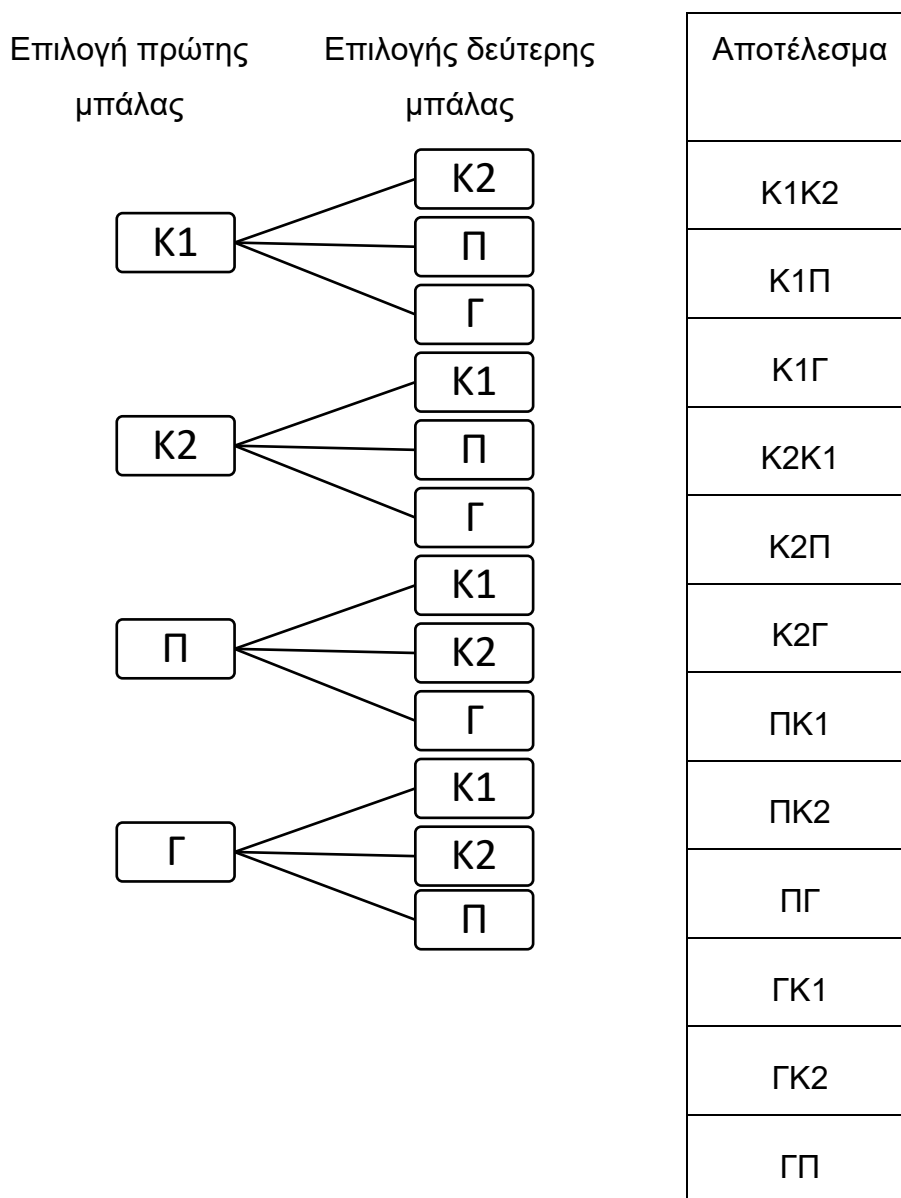 Επιλογή πρώτης μπάλας
Επιλογής δεύτερης μπάλας
Αποτέλεσμα
Κ1
Κ2
Π
Γ
Κ2
Κ1
Π
Γ
Π
Κ1
Κ2
Γ
Γ
Κ1
Κ2
Π
Κ1Κ2
Κ1Π
Κ1Γ
Κ2Κ1
Κ2Π
Κ2Γ
ΠΚ1
ΠΚ2
ΠΓ
ΓΚ1
ΓΚ2
ΓΠ